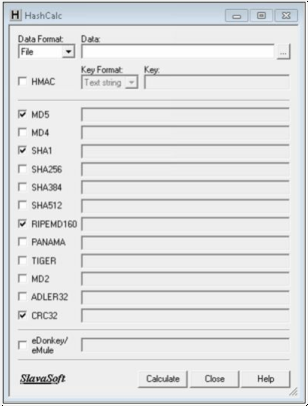 H HashCalc
Data Format: Data:
File ...
Key Format: Key:
HMAC Text string
MD5
MD4
SHA1
SHA256
SHA384
SHA512
RIPEMD160
PANAMA
TIGER
MD2
ADLER32
CRC32
eDonkey/
eMule
SlavaSoft Calculate Close Help